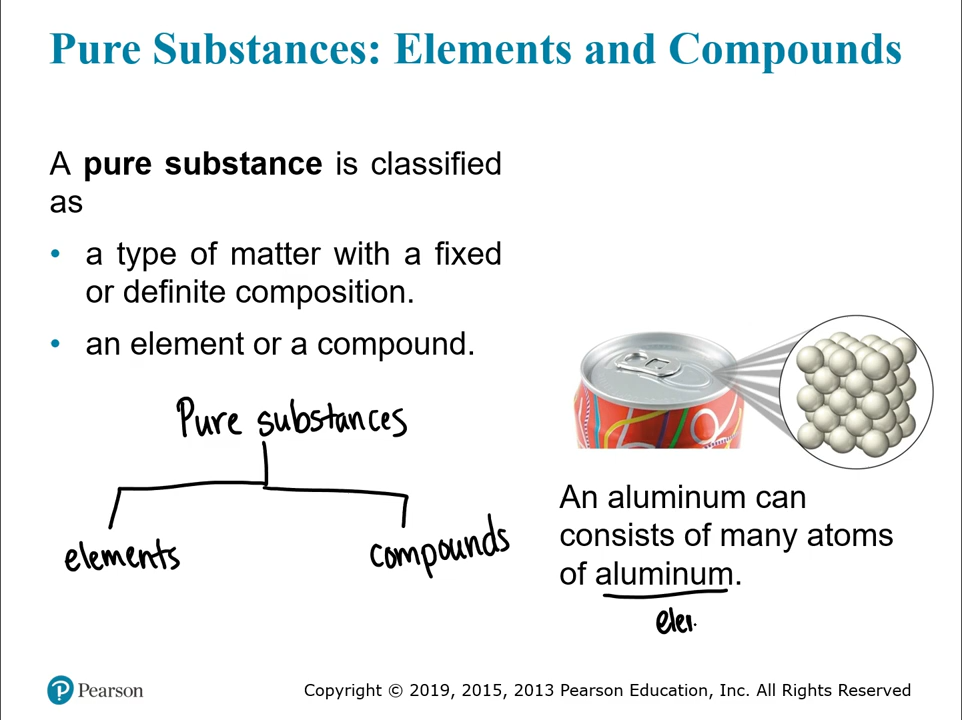 Pure Substances: Elements and Compounds
A pure substance is classified
as
• a type of matter with a fixed
or definite composition.
• an element or a compound.
Pure substances
elements
compounds
An aluminum can
consists of many atoms
of aluminum.
Pearson
Copyright © 2019, 2015, 2013 Pearson Education, Inc. All Rights Reserved